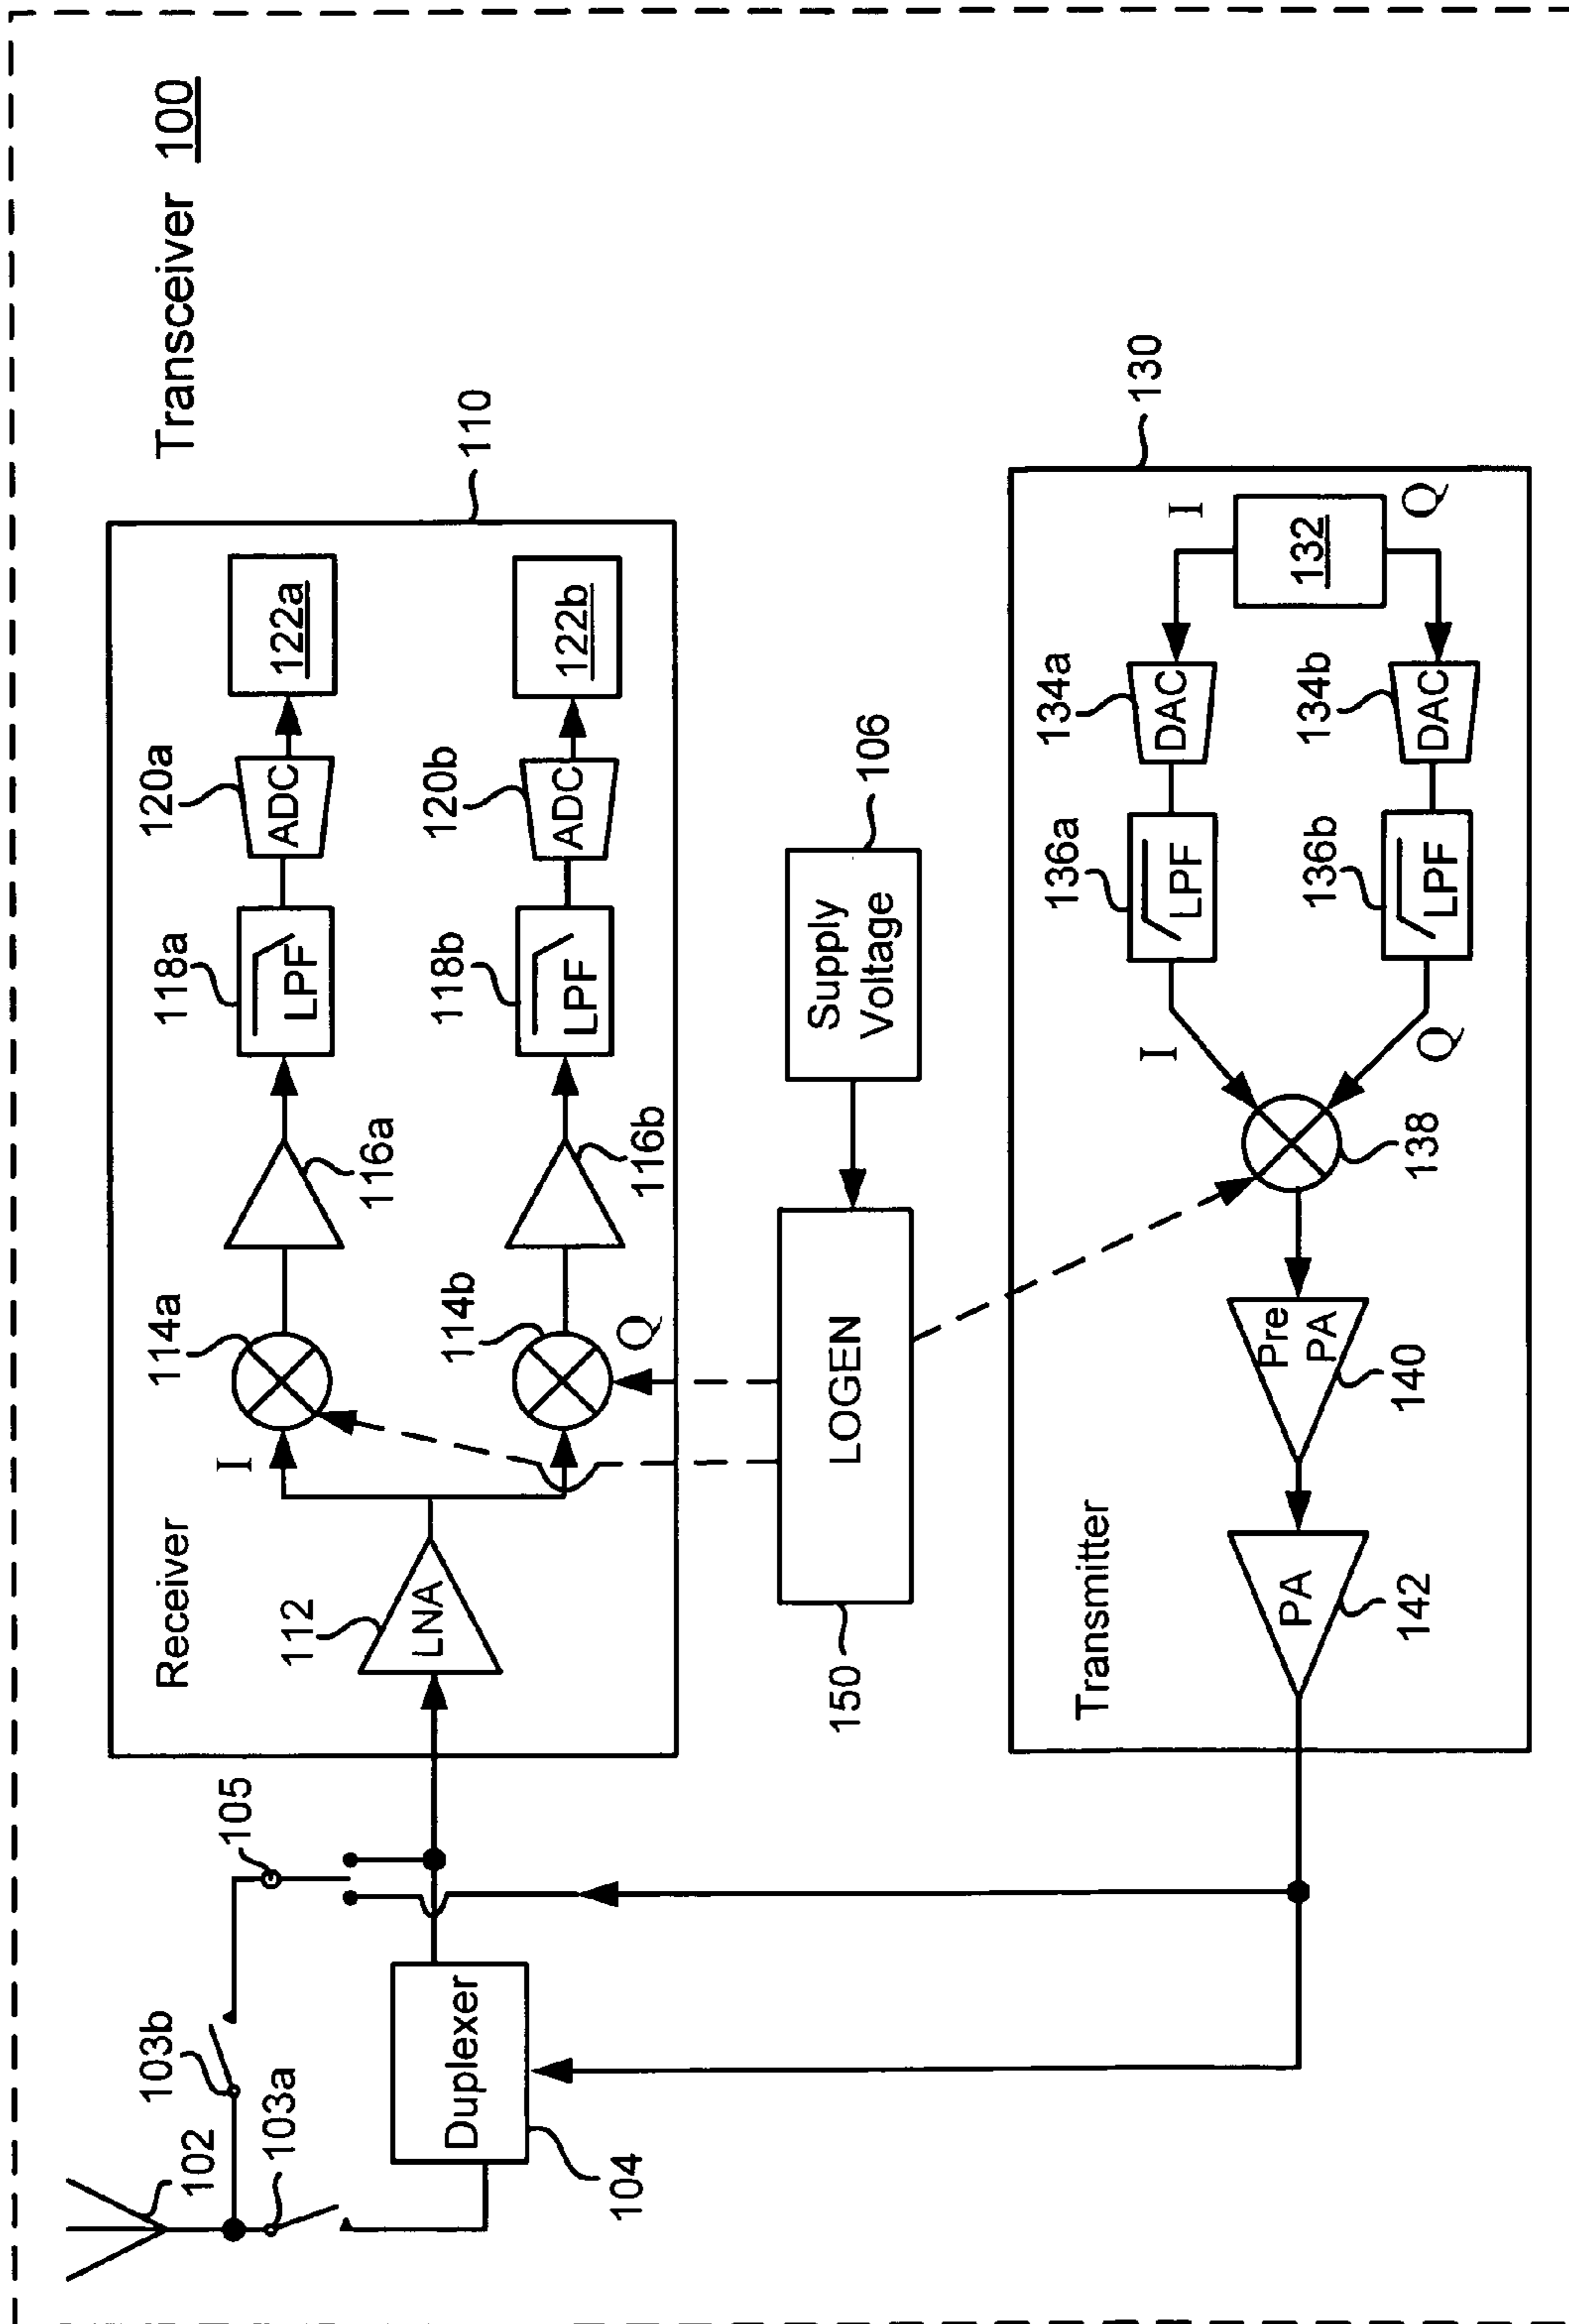 Transceiver 100
Receiver
110
102
103a
103b
105
Duplexer
104
112
LNA
I
114a
116a
118a
LPF
120a
ADC
122a
114b
Q
116b
118b
LPF
120b
ADC
122b
150
LOGEN
Supply
Voltage
106
Transmitter
130
142
PA
140
Pre
PA
138
I
136a
LPF
134a
DAC
I
132
Q
136b
LPF
134b
DAC
Q